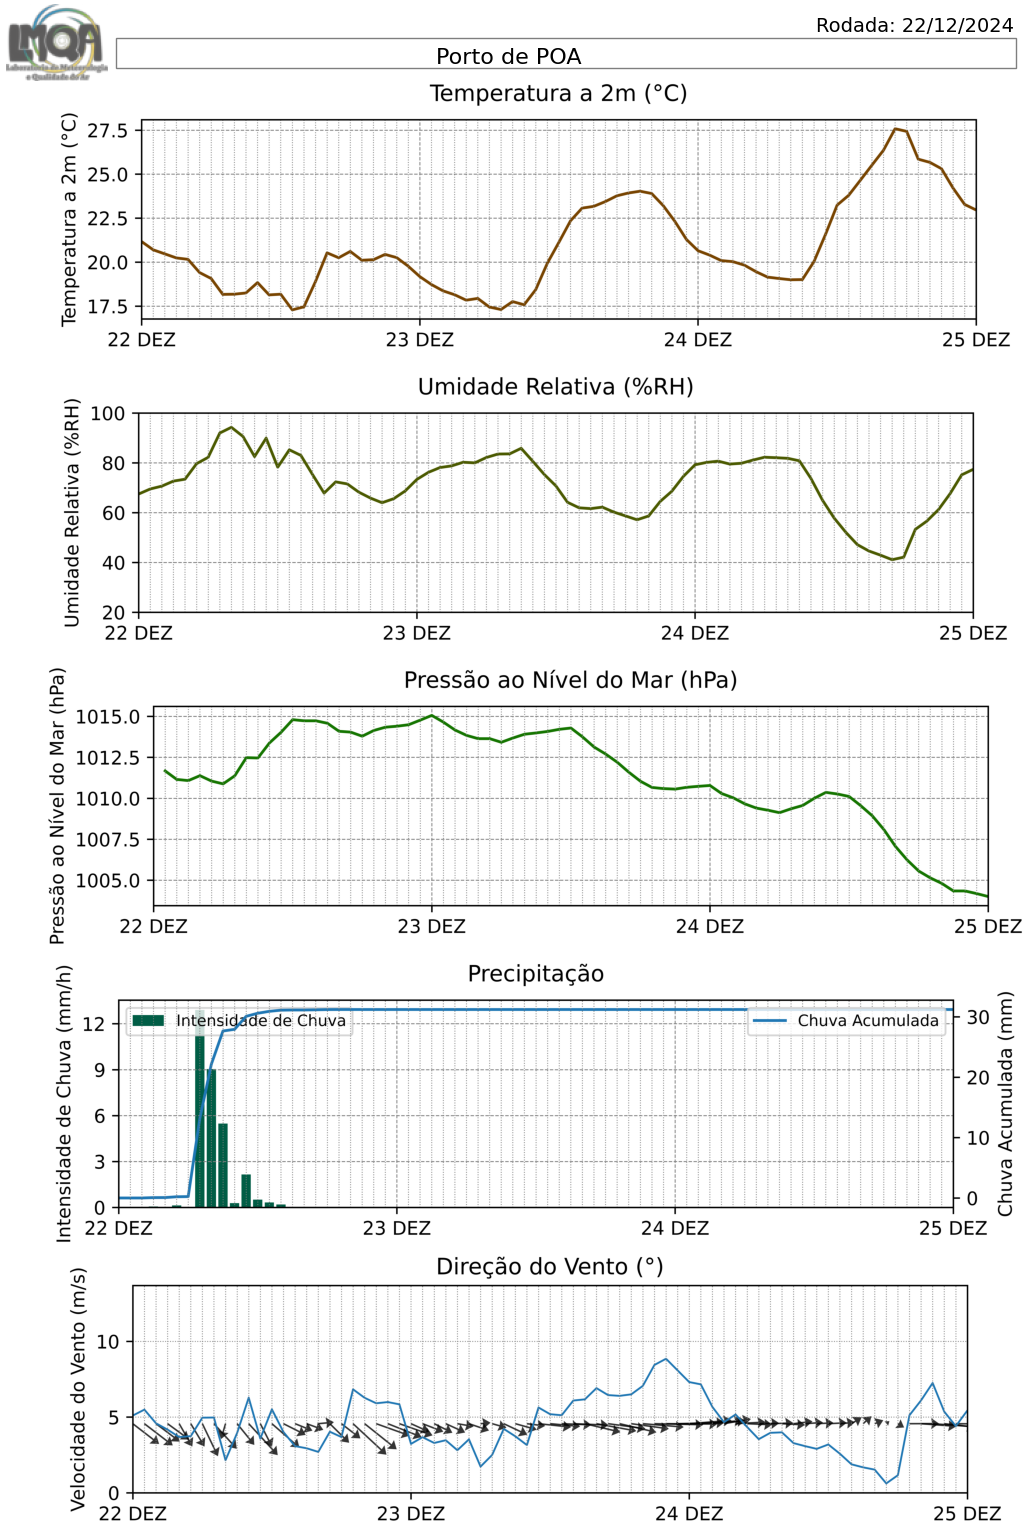 LMQA
Laboratório de Meteorologia
e Qualidade do Ar
Rodada: 22/12/2024
Porto de POA
Temperatura a 2m (°C)
Temperatura a 2m (°C)
27.5
25.0
22.5
20.0
17.5
22 DEZ 23 DEZ 24 DEZ 25 DEZ
Umidade Relativa (%RH)
Umidade Relativa (%RH)
100
80
60
40
20
22 DEZ 23 DEZ 24 DEZ 25 DEZ
Pressão ao Nível do Mar (hPa)
Pressão ao Nível do Mar (hPa)
1015.0
1012.5
1010.0
1007.5
1005.0
22 DEZ 23 DEZ 24 DEZ 25 DEZ
Precipitação
Intensidade de Chuva (mm/h)
12
9
6
3
0
Intensidade de Chuva
Chuva Acumulada
30
20
10
0
Chuva Acumulada (mm)
22 DEZ 23 DEZ 24 DEZ 25 DEZ
Direção do Vento (°)
Velocidade do Vento (m/s)
10
5
0
22 DEZ 23 DEZ 24 DEZ 25 DEZ